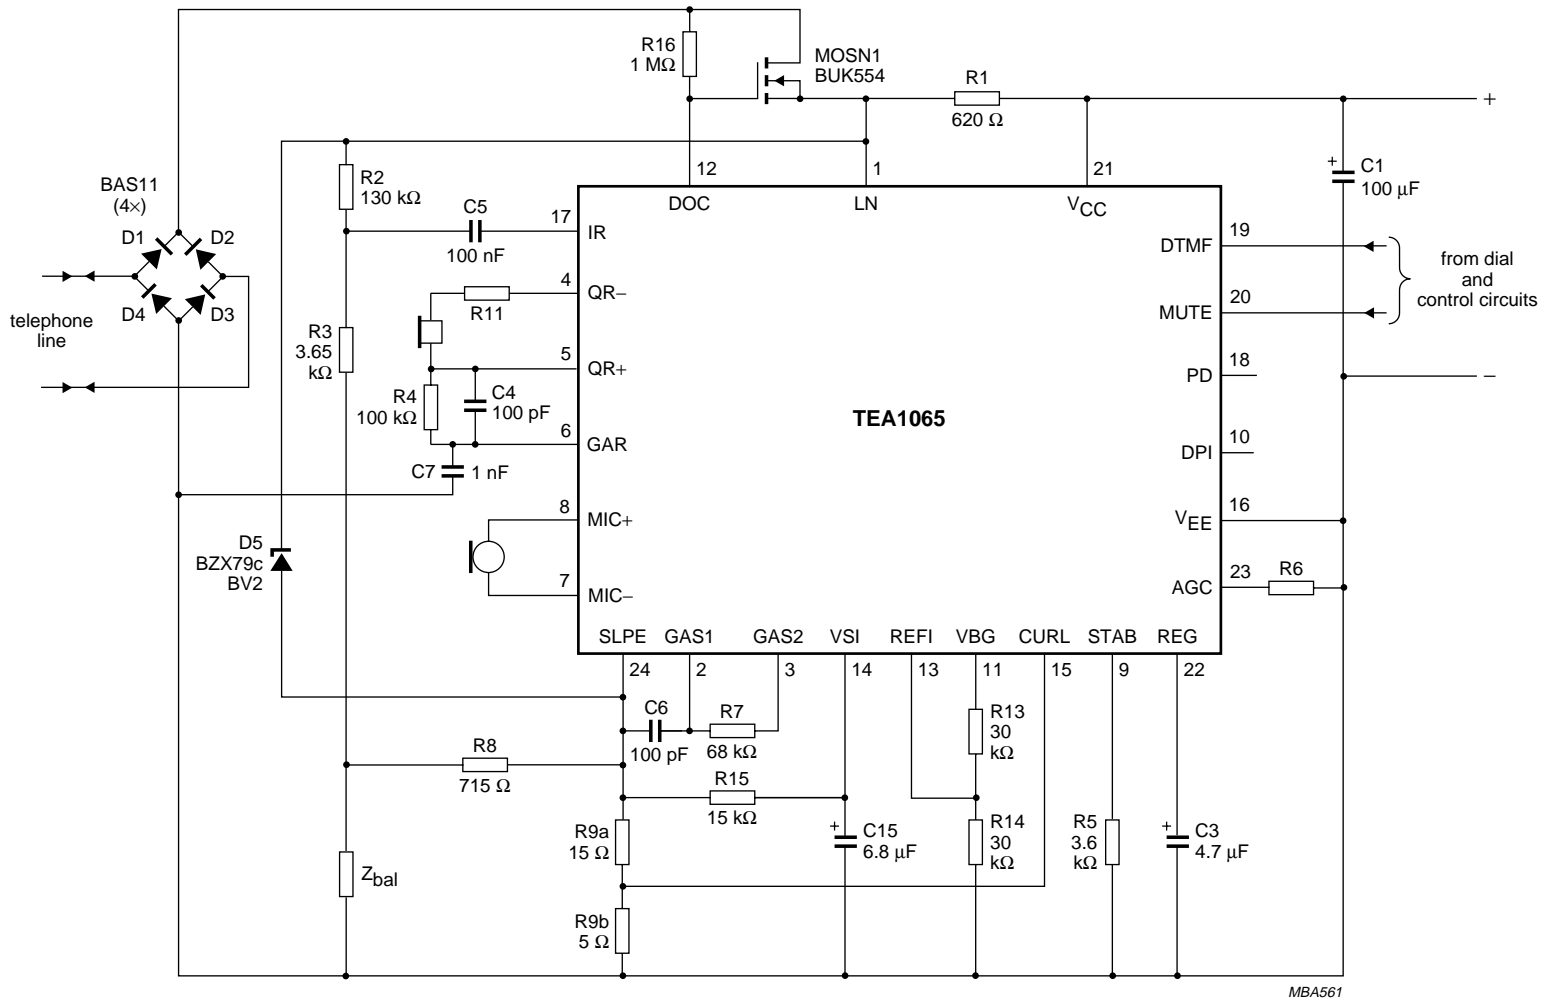 R16
1 MΩ
MOSN1
BUK554
R1
620 Ω
+
12
1
21
DOC
LN
VCC
+
C1
100 µF
BAS11
(4×)
D1
D2
D4
D3
telephone
line
R2
130 kΩ
C5
100 nF
17
IR
4
QR−
R11
R3
3.65
kΩ
5
QR+
R4
100 kΩ
C4
100 pF
6
GAR
C7
1 nF
8
MIC+
7
MIC−
D5
BZX79c
BV2
TEA1065
19
DTMF
20
MUTE
from dial
and
control circuits
18
PD
−
10
DPI
16
VEE
23
AGC
R6
SLPE
GAS1
GAS2
VSI
REFI
VBG
CURL
STAB
REG
24
2
3
14
13
11
15
9
22
C6
100 pF
R7
68 kΩ
R13
30
kΩ
R8
715 Ω
R15
15 kΩ
R9a
15 Ω
+
C15
6.8 µF
R14
30
kΩ
R5
3.6
kΩ
+
C3
4.7 µF
Zbal
R9b
5 Ω
MBA561